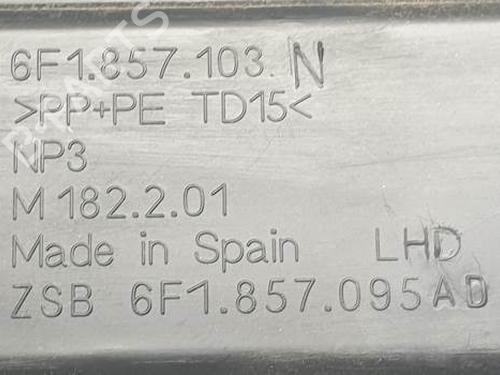 6F1.857.103. N
>PP+PE TD15<
NP3
M 182.2.01
Made in Spain LHD
ZSB 6F1.857.095AD